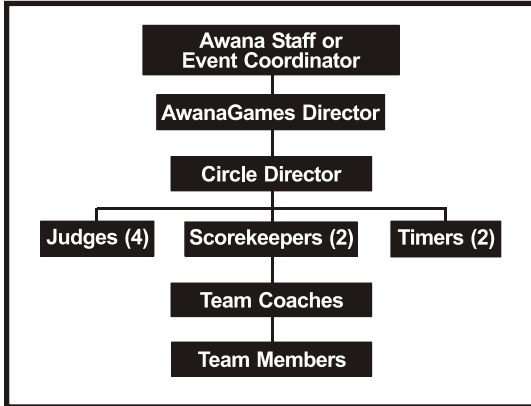 Awana Staff or
Event Coordinator
AwanaGames Director
Circle Director
Judges (4)
Scorekeepers (2)
Timers (2)
Team Coaches
Team Members